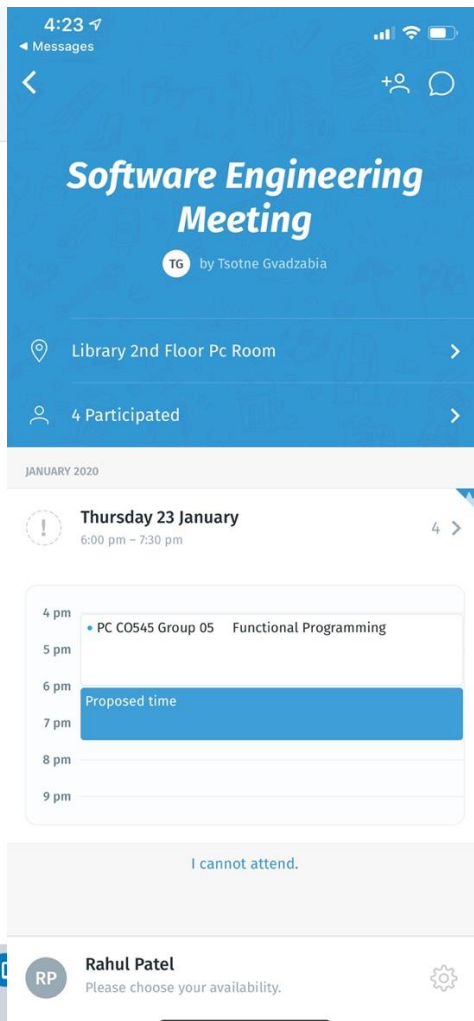 4:23
◀ Messages
Software Engineering
Meeting
TG by Tsotne Gvadzabia
Library 2nd Floor Pc Room
4 Participated
JANUARY 2020
Thursday 23 January
6:00 pm – 7:30 pm
4
4 pm
• PC CO545 Group 05 Functional Programming
5 pm
6 pm
Proposed time
7 pm
8 pm
9 pm
I cannot attend.
RP
Rahul Patel
Please choose your availability.